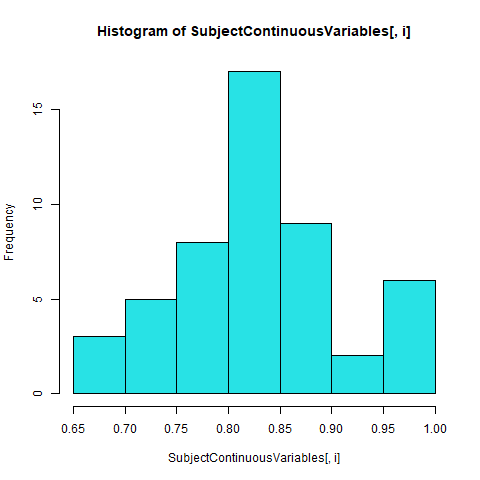 Histogram of SubjectContinuousVariables[, i]
Frequency
15
10
5
0
0.65 0.70 0.75 0.80 0.85 0.90 0.95 1.00
SubjectContinuousVariables[, i]